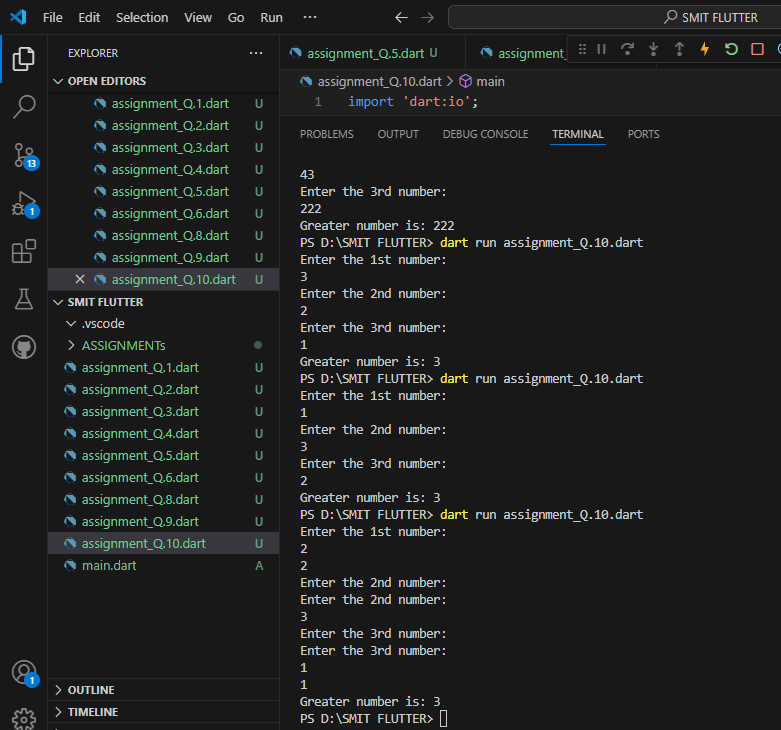 File Edit Selection View Go Run ··· SMIT FLUTTER
EXPLORER ···
OPEN EDITORS
assignment_Q.1.dart U
assignment_Q.2.dart U
assignment_Q.3.dart U
assignment_Q.4.dart U
assignment_Q.5.dart U
assignment_Q.6.dart U
assignment_Q.8.dart U
assignment_Q.9.dart U
assignment_Q.10.dart U
SMIT FLUTTER
.vscode
ASSIGNMENTs
assignment_Q.1.dart U
assignment_Q.2.dart U
assignment_Q.3.dart U
assignment_Q.4.dart U
assignment_Q.5.dart U
assignment_Q.6.dart U
assignment_Q.8.dart U
assignment_Q.9.dart U
assignment_Q.10.dart U
main.dart A
OUTLINE
TIMELINE
13
1
1
assignment_Q.5.dart U assignment_
assignment_Q.10.dart > main
1 import 'dart:io';
PROBLEMS OUTPUT DEBUG CONSOLE TERMINAL PORTS
43
Enter the 3rd number:
222
Greater number is: 222
PS D:\SMIT FLUTTER> dart run assignment_Q.10.dart
Enter the 1st number:
3
Enter the 2nd number:
2
Enter the 3rd number:
1
Greater number is: 3
PS D:\SMIT FLUTTER> dart run assignment_Q.10.dart
Enter the 1st number:
1
Enter the 2nd number:
3
Enter the 3rd number:
2
Greater number is: 3
PS D:\SMIT FLUTTER> dart run assignment_Q.10.dart
Enter the 1st number:
2
2
Enter the 2nd number:
Enter the 2nd number:
3
Enter the 3rd number:
Enter the 3rd number:
1
1
Greater number is: 3
PS D:\SMIT FLUTTER>